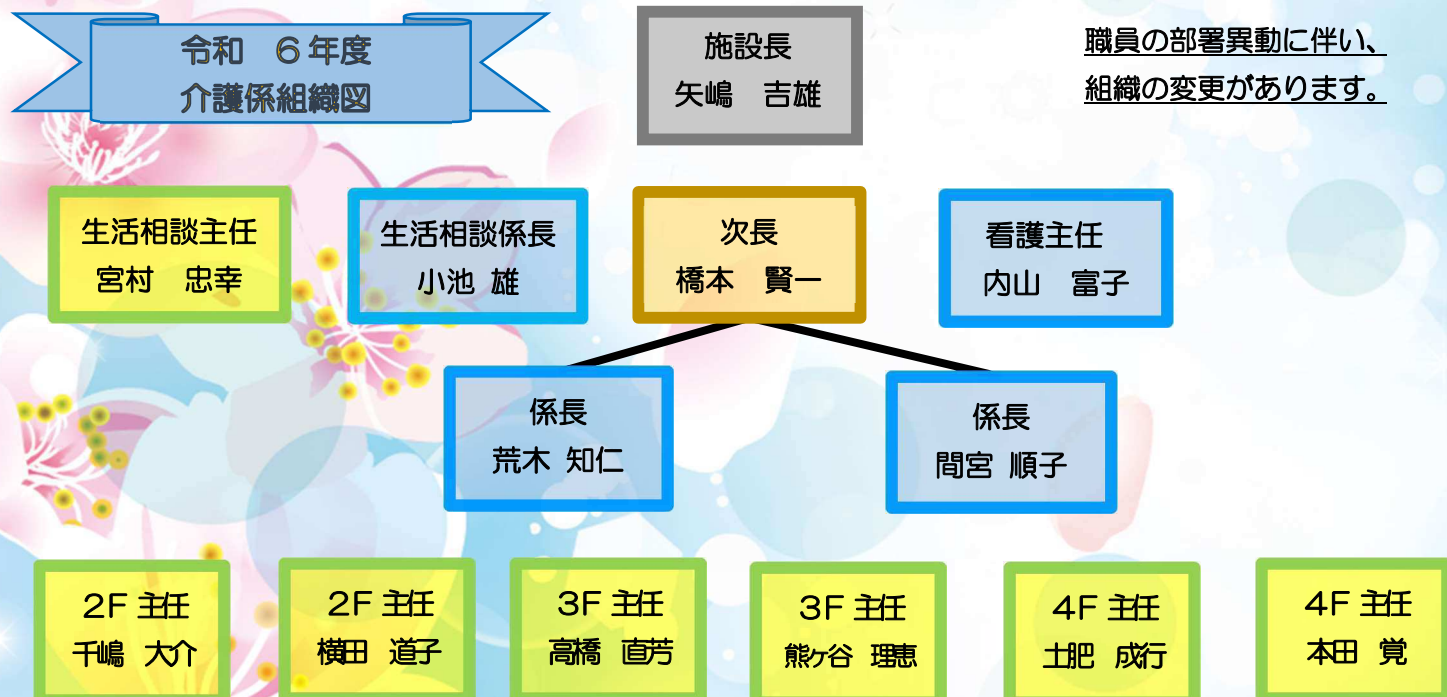 令和　６年度
介護係組織図
施設長
矢嶋　吉雄
職員の部署異動に伴い、
組織の変更があります。
生活相談主任
宮村　忠幸
生活相談係長
小池 雄
次長
橋本　賢一
看護主任
内山　富子
係長
荒木 知仁
係長
間宮 順子
2F 主任
千嶋 大介
2F 主任
横田 道子
3F 主任
高橋 直芳
3F 主任
熊ヶ谷 理恵
4F 主任
土肥 成行
4F 主任
本田 覚